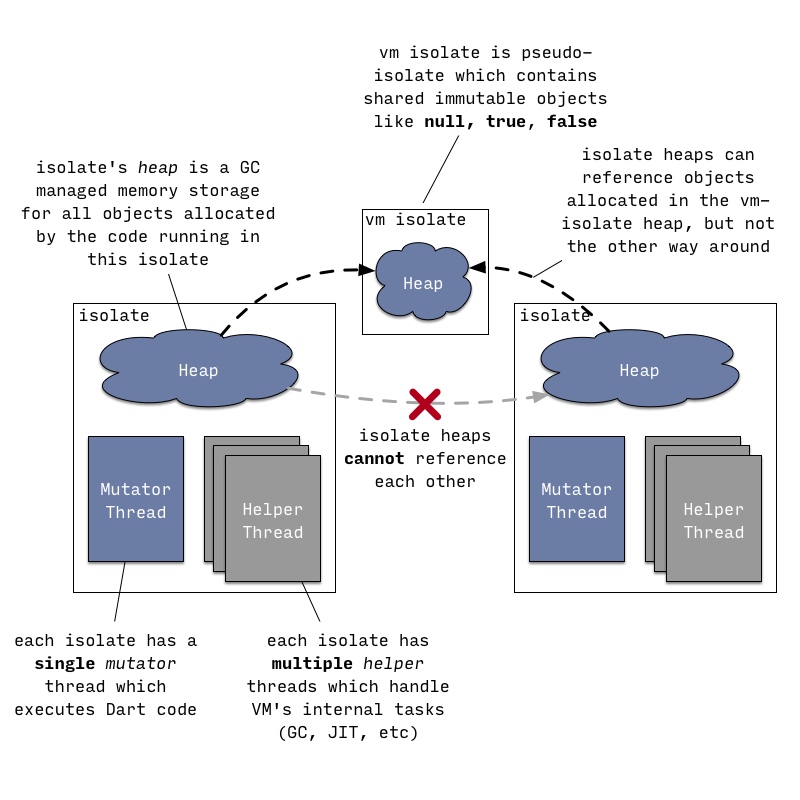 vm isolate is pseudo-
isolate which contains
shared immutable objects
like null, true, false
isolate heaps can
reference objects
allocated in the vm-
isolate heap, but not
the other way around
isolate's heap is a GC
managed memory storage
for all objects allocated
by the code running in
this isolate
vm isolate
Heap
isolate
Heap
isolate
Heap
isolate heaps
cannot reference
each other
Mutator
Thread
Helper
Thread
Mutator
Thread
Helper
Thread
each isolate has a
single mutator
thread which
executes Dart code
each isolate has
multiple helper
threads which handle
VM's internal tasks
(GC, JIT, etc)